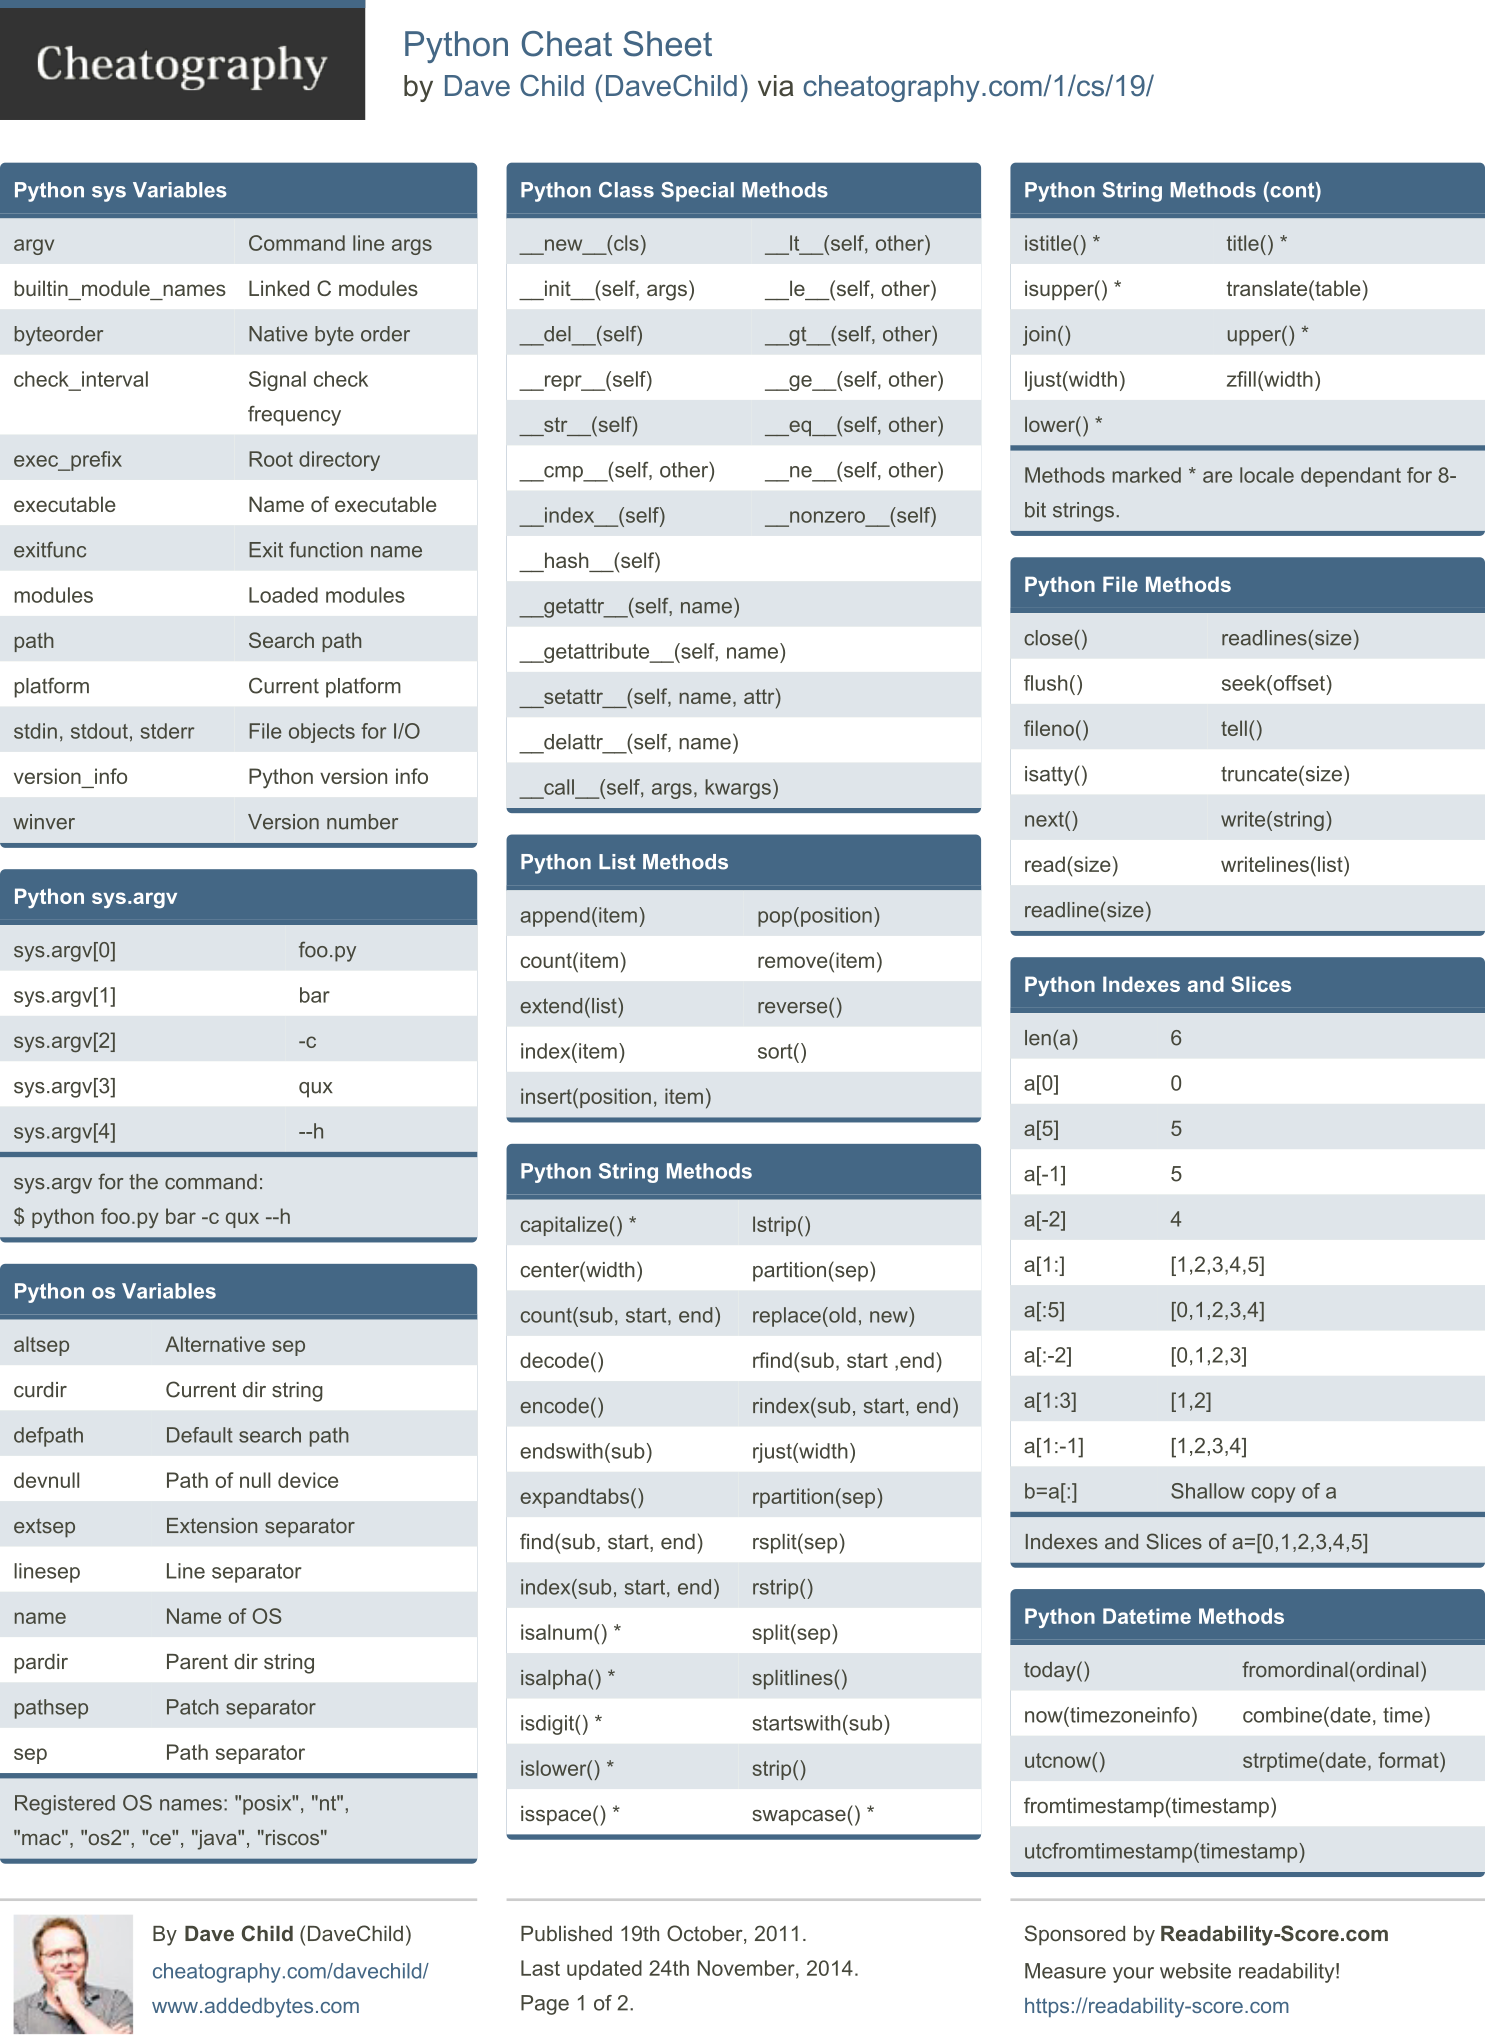 Cheatography
Python Cheat Sheet
by Dave Child (DaveChild) via cheatography.com/1/cs/19/
Python sys Variables
argv Command line args
builtin_module_names Linked C modules
byteorder Native byte order
check_interval Signal check
frequency
exec_prefix Root directory
executable Name of executable
exitfunc Exit function name
modules Loaded modules
path Search path
platform Current platform
stdin, stdout, stderr File objects for I/O
version_info Python version info
winver Version number
Python sys.argv
sys.argv[0] foo.py
sys.argv[1] bar
sys.argv[2] -c
sys.argv[3] qux
sys.argv[4] --h
sys.argv for the command:
$ python foo.py bar -c qux --h
Python os Variables
altsep Alternative sep
curdir Current dir string
defpath Default search path
devnull Path of null device
extsep Extension separator
linesep Line separator
name Name of OS
pardir Parent dir string
pathsep Patch separator
sep Path separator
Registered OS names: "posix", "nt",
"mac", "os2", "ce", "java", "riscos"
Python Class Special Methods
__new__(cls) __lt__(self, other)
__init__(self, args) __le__(self, other)
__del__(self) __gt__(self, other)
__repr__(self) __ge__(self, other)
__str__(self) __eq__(self, other)
__cmp__(self, other) __ne__(self, other)
__index__(self) __nonzero__(self)
__hash__(self)
__getattr__(self, name)
__getattribute__(self, name)
__setattr__(self, name, attr)
__delattr__(self, name)
__call__(self, args, kwargs)
Python List Methods
append(item) pop(position)
count(item) remove(item)
extend(list) reverse()
index(item) sort()
insert(position, item)
Python String Methods
capitalize() * lstrip()
center(width) partition(sep)
count(sub, start, end) replace(old, new)
decode() rfind(sub, start ,end)
encode() rindex(sub, start, end)
endswith(sub) rjust(width)
expandtabs() rpartition(sep)
find(sub, start, end) rsplit(sep)
index(sub, start, end) rstrip()
isalnum() * split(sep)
isalpha() * splitlines()
isdigit() * startswith(sub)
islower() * strip()
isspace() * swapcase() *
Python String Methods (cont)
istitle() * title() *
isupper() * translate(table)
join() upper() *
ljust(width) zfill(width)
lower() *
Methods marked * are locale dependant for 8-
bit strings.
Python File Methods
close() readlines(size)
flush() seek(offset)
fileno() tell()
isatty() truncate(size)
next() write(string)
read(size) writelines(list)
readline(size)
Python Indexes and Slices
len(a) 6
a[0] 0
a[5] 5
a[-1] 5
a[-2] 4
a[1:] [1,2,3,4,5]
a[:5] [0,1,2,3,4]
a[:-2] [0,1,2,3]
a[1:3] [1,2]
a[1:-1] [1,2,3,4]
b=a[:] Shallow copy of a
Indexes and Slices of a=[0,1,2,3,4,5]
Python Datetime Methods
today() fromordinal(ordinal)
now(timezoneinfo) combine(date, time)
utcnow() strptime(date, format)
fromtimestamp(timestamp)
utcfromtimestamp(timestamp)
By Dave Child (DaveChild)
cheatography.com/davechild/
www.addedbytes.com
Published 19th October, 2011.
Last updated 24th November, 2014.
Page 1 of 2.
Sponsored by Readability-Score.com
Measure your website readability!
https://readability-score.com